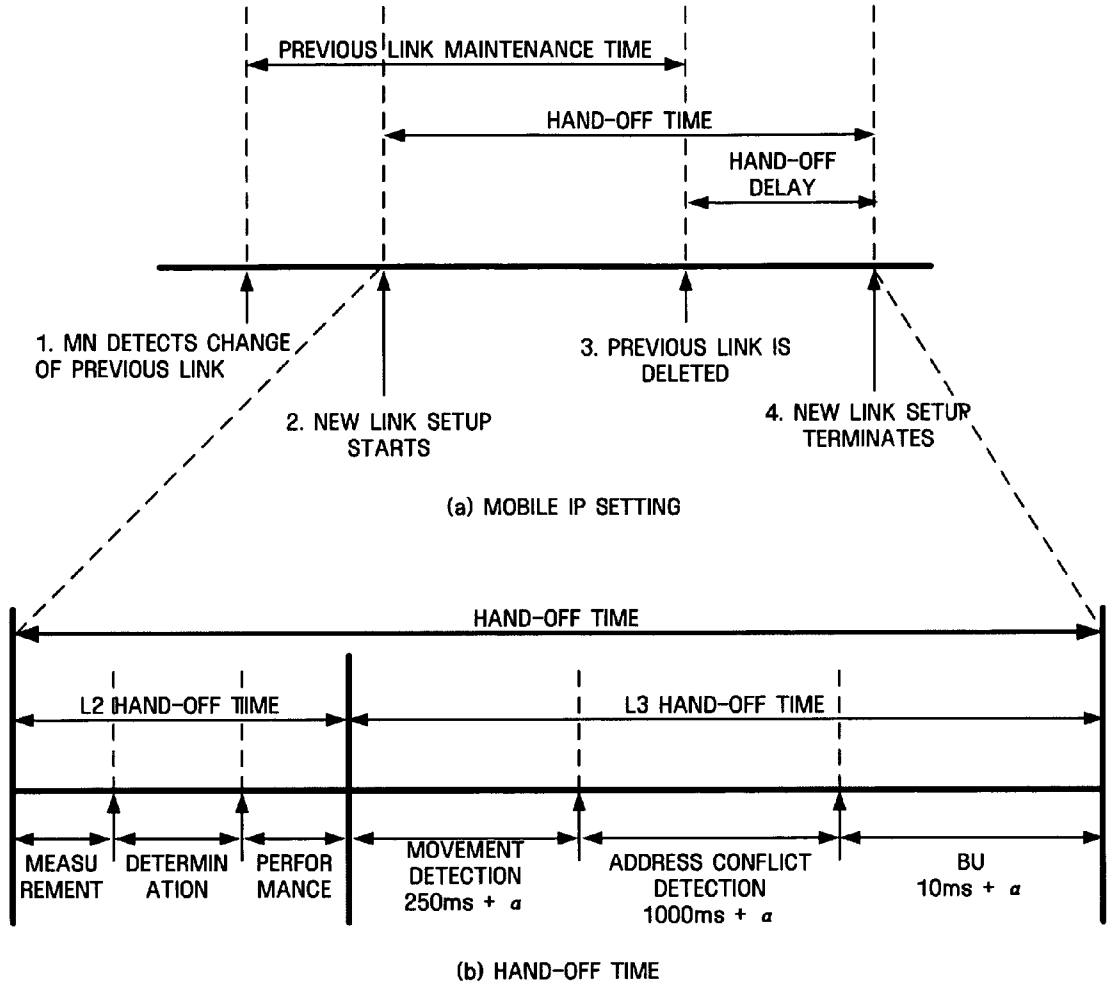 PREVIOUS LINK MAINTENANCE TIME
HAND-OFF TIME
HAND-OFF
DELAY
1. MN DETECTS CHANGE
OF PREVIOUS LINK
3. PREVIOUS LINK IS
DELETED
2. NEW LINK SETUP
STARTS
4. NEW LINK SETUP
TERMINATES
(a) MOBILE IP SETTING
HAND-OFF TIME
L2 HAND-OFF TIME
L3 HAND-OFF TIME
MEASU
REMENT
DETERMIN
ATION
PERFOR
MANCE
MOVEMENT
DETECTION
250ms + α
ADDRESS CONFLICT
DETECTION
1000ms + α
BU
10ms + α
(b) HAND-OFF TIME